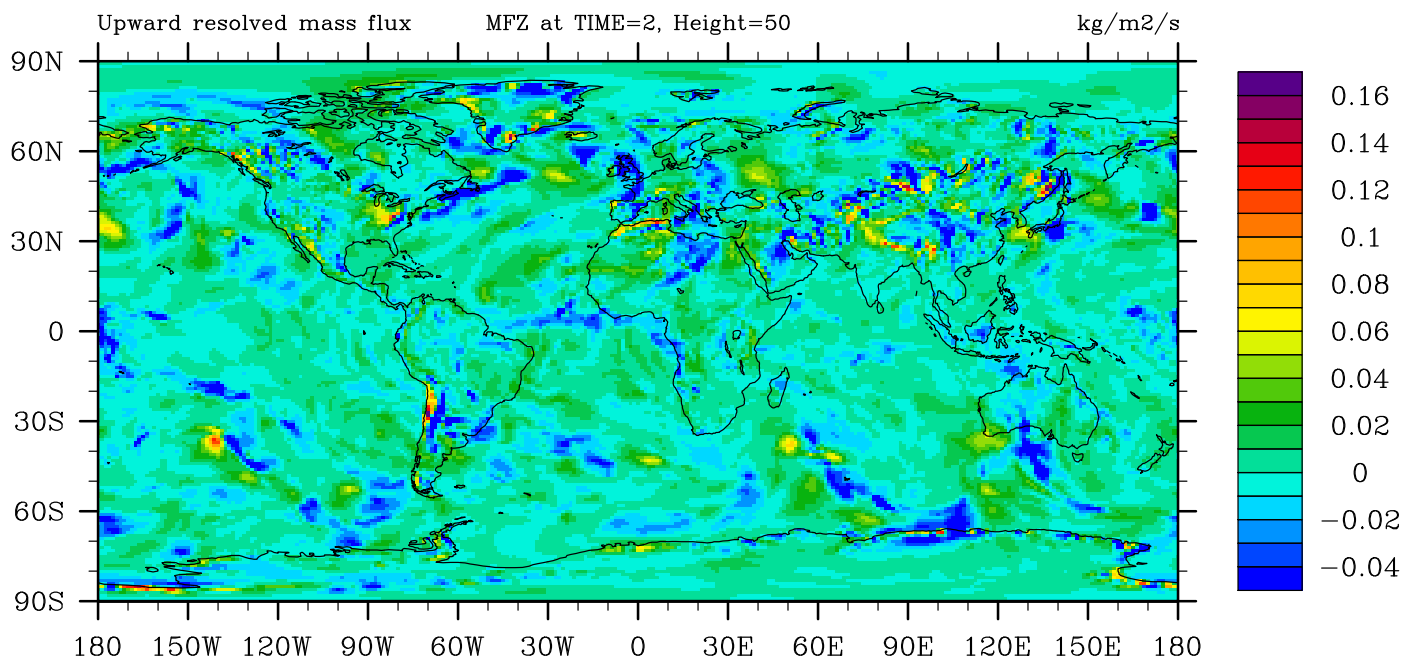 Upward resolved mass flux MFZ at TIME=2, Height=50 kg/m2/s
90N
60N
30N
0
30S
60S
90S
180 150W 120W 90W 60W 30W 0 30E 60E 90E 120E 150E 180
0.16
0.14
0.12
0.1
0.08
0.06
0.04
0.02
0
−0.02
−0.04